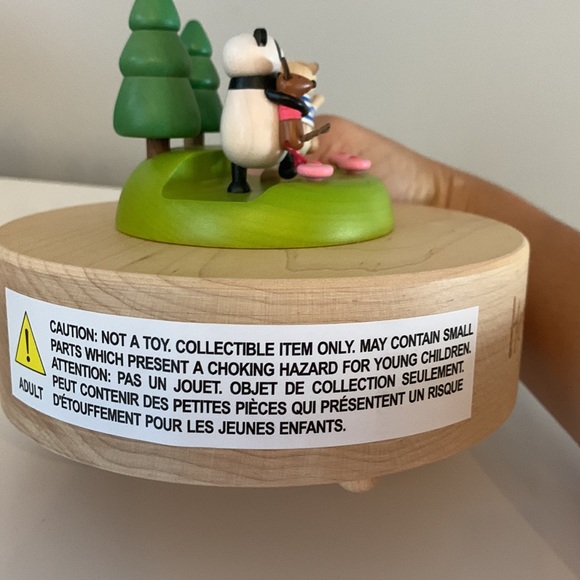 CAUTION: NOT A TOY. COLLECTIBLE ITEM ONLY. MAY CONTAIN SMALL
PARTS WHICH PRESENT A CHOKING HAZARD FOR YOUNG CHILDREN.
ATTENTION: PAS UN JOUET. OBJET DE COLLECTION SEULEMENT.
PEUT CONTENIR DES PETITES PIÈCES QUI PRÉSENTENT UN RISQUE
D'ÉTOUFFEMENT POUR LES JEUNES ENFANTS.
!
ADULT